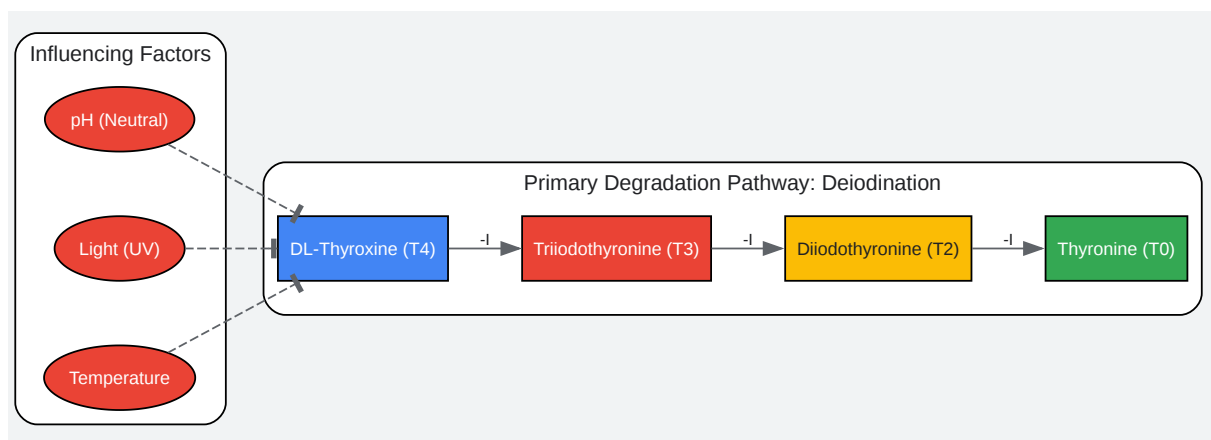 Influencing Factors
pH (Neutral)
Light (UV)
Temperature
Primary Degradation Pathway: Deiodination
DL-Thyroxine (T4)
-I
Triiodothyronine (T3)
-I
Diiodothyronine (T2)
-I
Thyronine (T0)